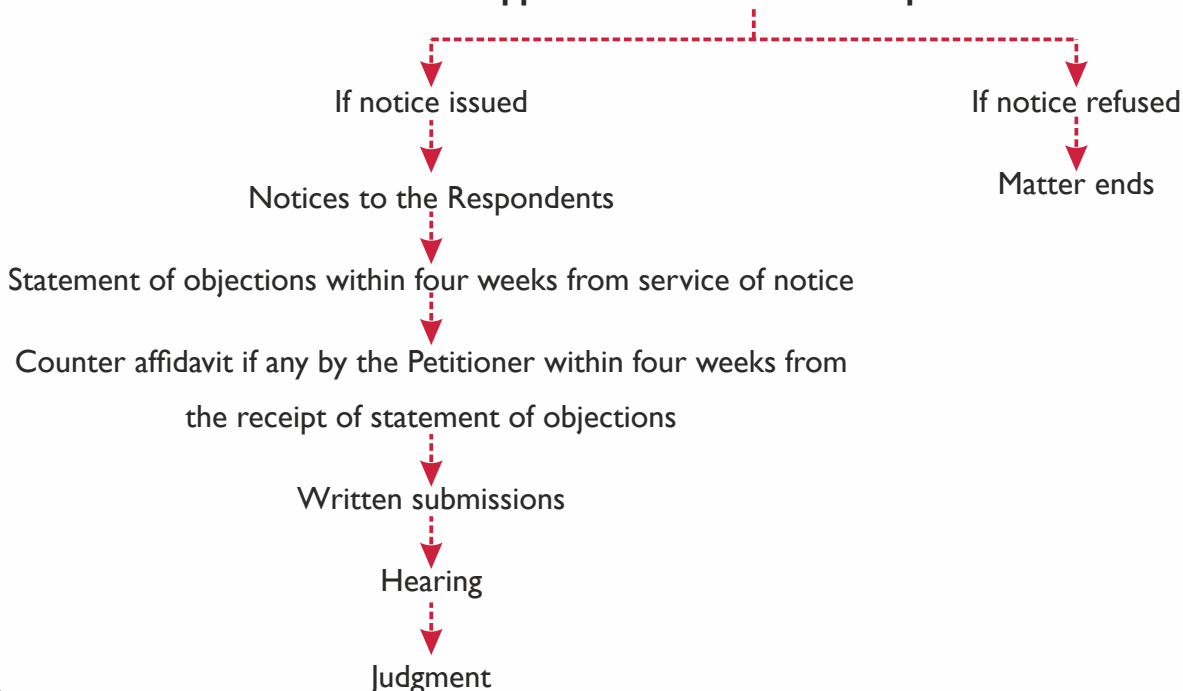 If notice issued
If notice refused
Notices to the Respondents
Matter ends
Statement of objections within four weeks from service of notice
Counter affidavit if any by the Petitioner within four weeks from
the receipt of statement of objections
Written submissions
Hearing
Judgment